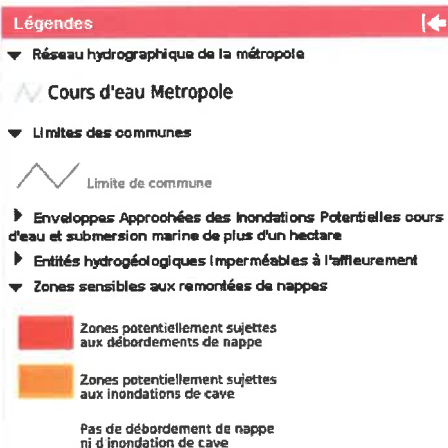 Légendes
Réseau hydrographique de la métropole
Cours d'eau Metropole
Limites des communes
Limite de commune
Enveloppes Approchées des Inondations Potentielles cours
d'eau et submersion marine de plus d'un hectare
Entités hydrogéologiques imperméables à l'affleurement
Zones sensibles aux remontées de nappes
Zones potentiellement sujettes
aux débordements de nappe
Zones potentiellement sujettes
aux inondations de cave
Pas de débordement de nappe
ni d inondation de cave